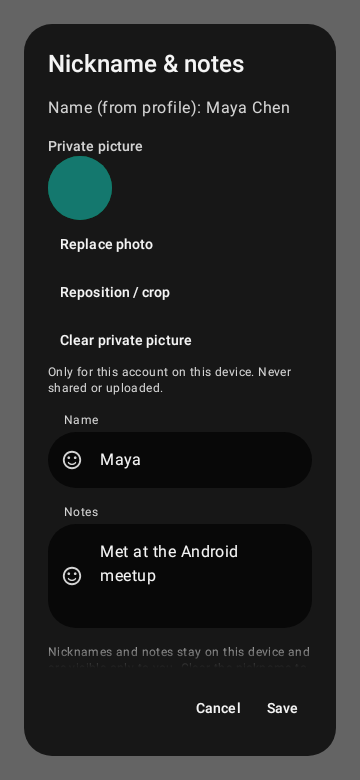 Nickname & notes
Name (from profile): Maya Chen
Private picture
Replace photo
Reposition / crop
Clear private picture
Only for this account on this device. Never
shared or uploaded.
Name
Maya
Notes
Met at the Android
meetup
Nicknames and notes stay on this device and
Cancel
Save